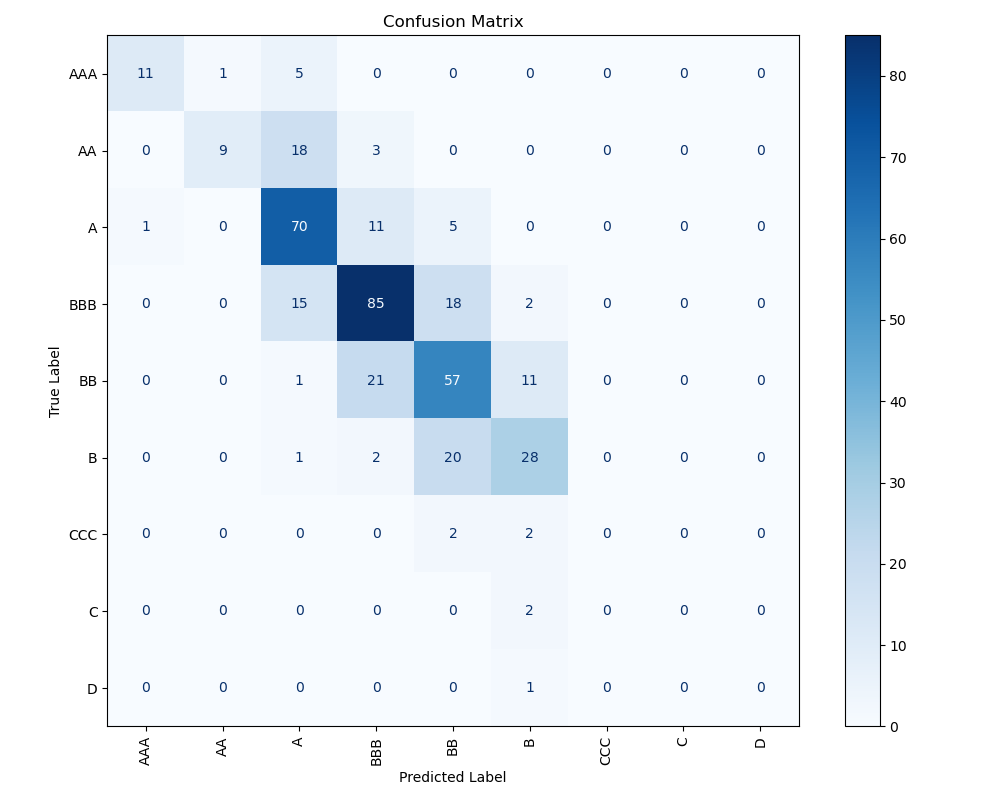 Confusion Matrix
True Label
AAA 11 1 5 0 0 0 0 0 0
AA 0 9 18 3 0 0 0 0 0
A 1 0 70 11 5 0 0 0 0
BBB 0 0 15 85 18 2 0 0 0
BB 0 0 1 21 57 11 0 0 0
B 0 0 1 2 20 28 0 0 0
CCC 0 0 0 0 2 2 0 0 0
C 0 0 0 0 0 2 0 0 0
D 0 0 0 0 0 1 0 0 0
AAA AA A BBB BB B CCC C D
Predicted Label
80
70
60
50
40
30
20
10
0